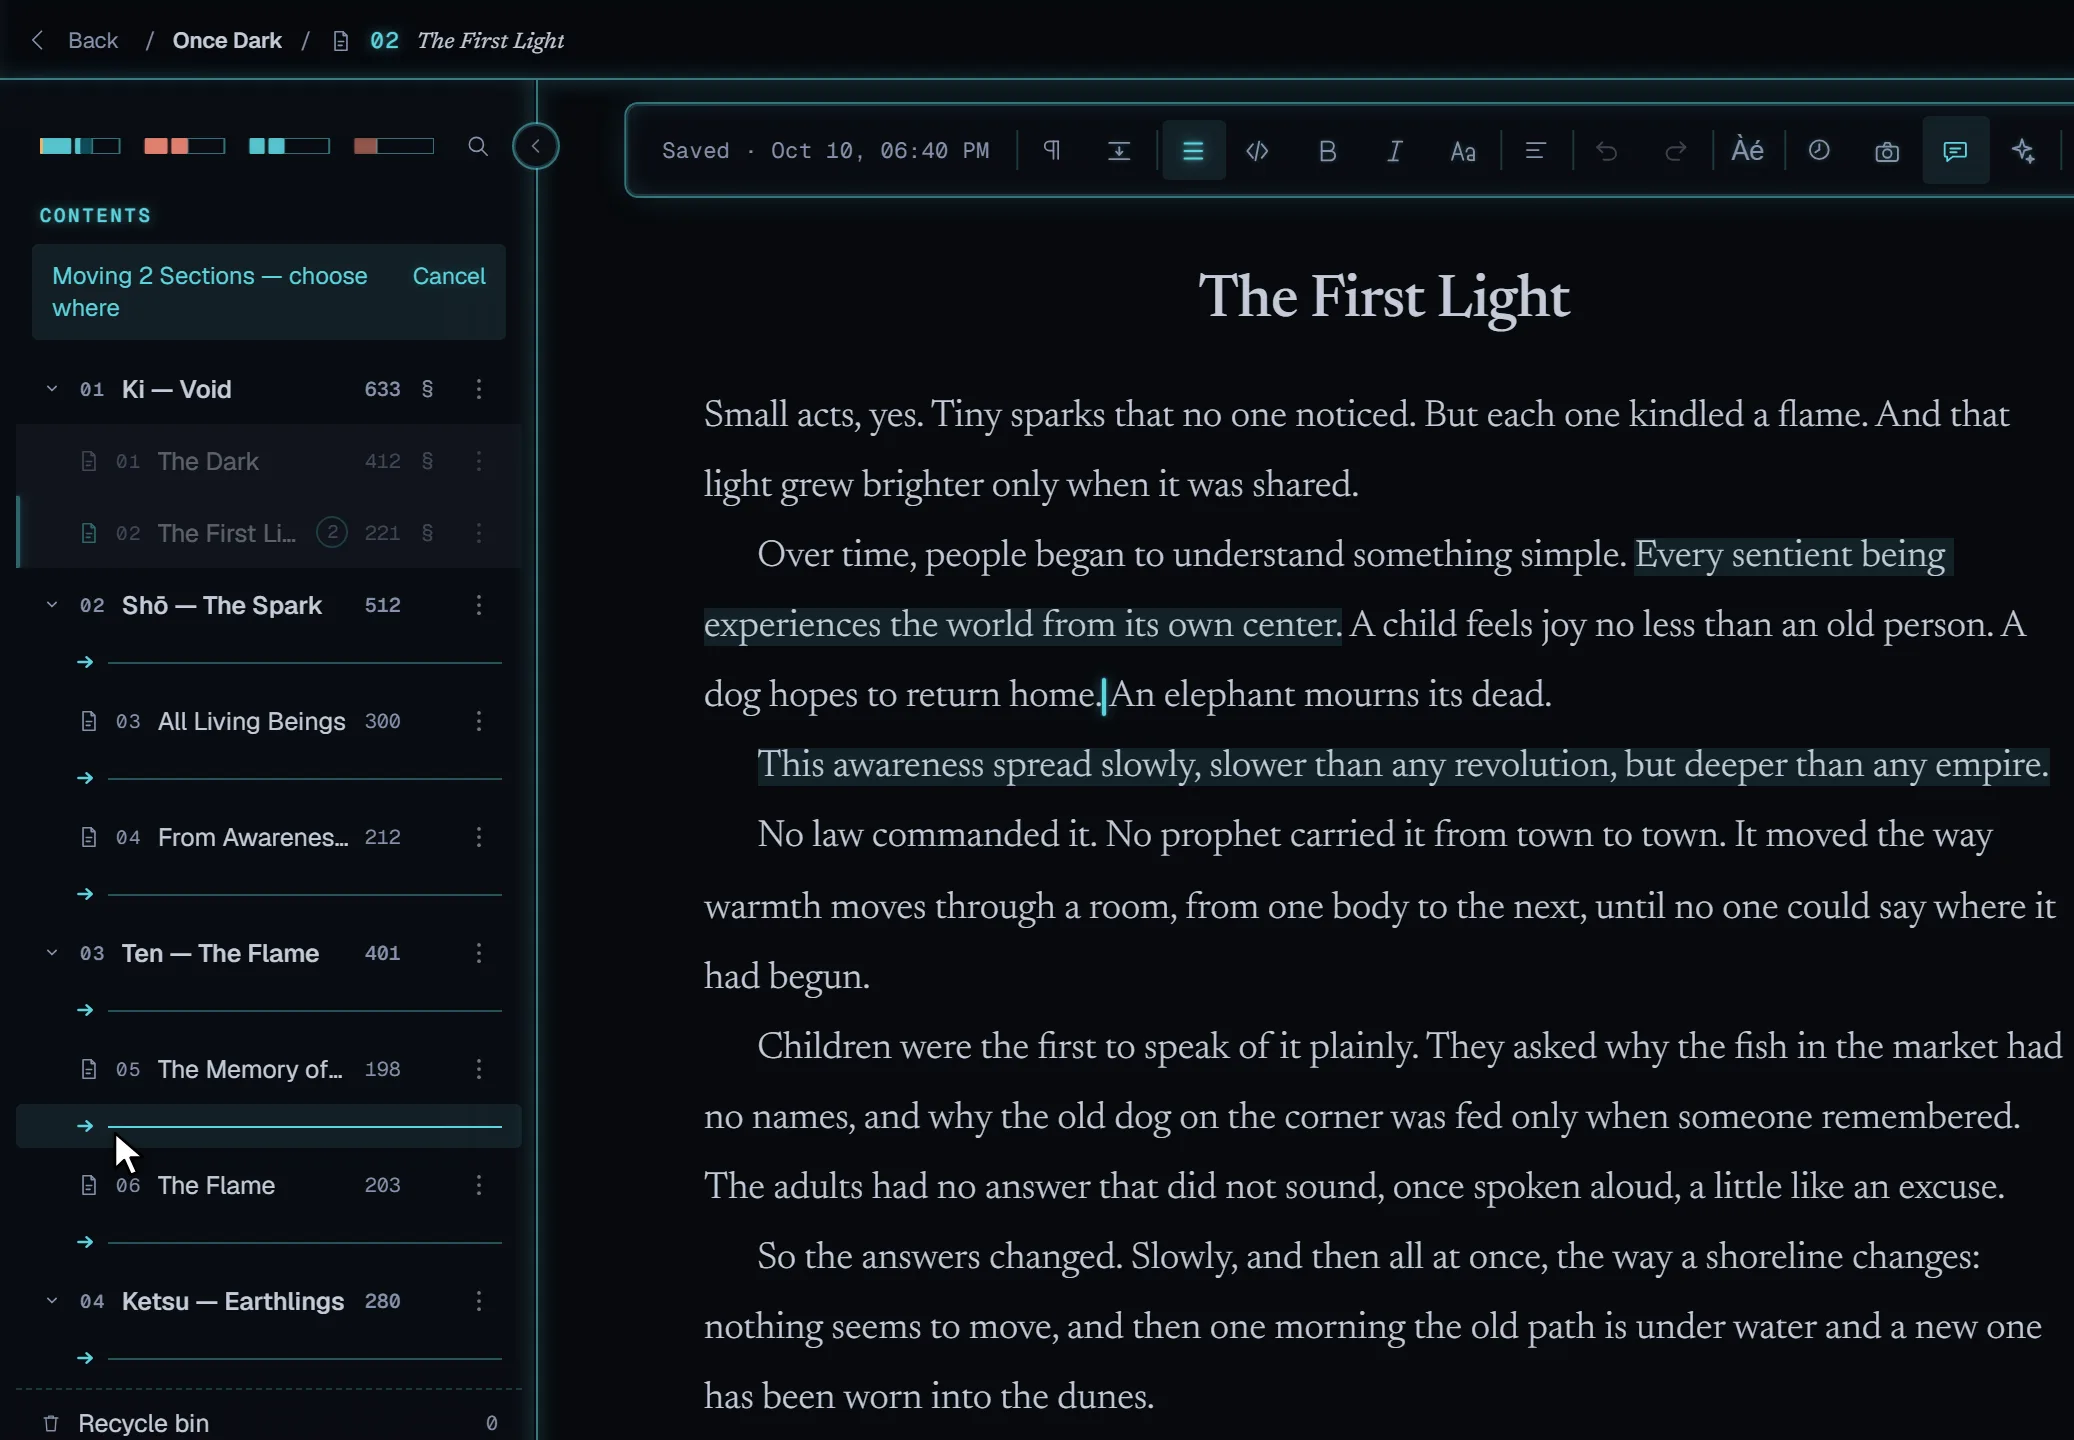 Back / Once Dark / 02 The First Light
Saved · Oct 10, 06:40 PM
B I Aa Àé
CONTENTS
Moving 2 Sections — choose where
Cancel
01 Ki — Void 633 §
01 The Dark 412 §
02 The First Li... 2 221 §
02 Shō — The Spark 512
03 All Living Beings 300
04 From Awarenes... 212
03 Ten — The Flame 401
05 The Memory of... 198
06 The Flame 203
04 Ketsu — Earthlings 280
Recycle bin 0
The First Light
Small acts, yes. Tiny sparks that no one noticed. But each one kindled a flame. And that
light grew brighter only when it was shared.
Over time, people began to understand something simple. Every sentient being
experiences the world from its own center. A child feels joy no less than an old person. A
dog hopes to return home. An elephant mourns its dead.
This awareness spread slowly, slower than any revolution, but deeper than any empire.
No law commanded it. No prophet carried it from town to town. It moved the way
warmth moves through a room, from one body to the next, until no one could say where it
had begun.
Children were the first to speak of it plainly. They asked why the fish in the market had
no names, and why the old dog on the corner was fed only when someone remembered.
The adults had no answer that did not sound, once spoken aloud, a little like an excuse.
So the answers changed. Slowly, and then all at once, the way a shoreline changes:
nothing seems to move, and then one morning the old path is under water and a new one
has been worn into the dunes.